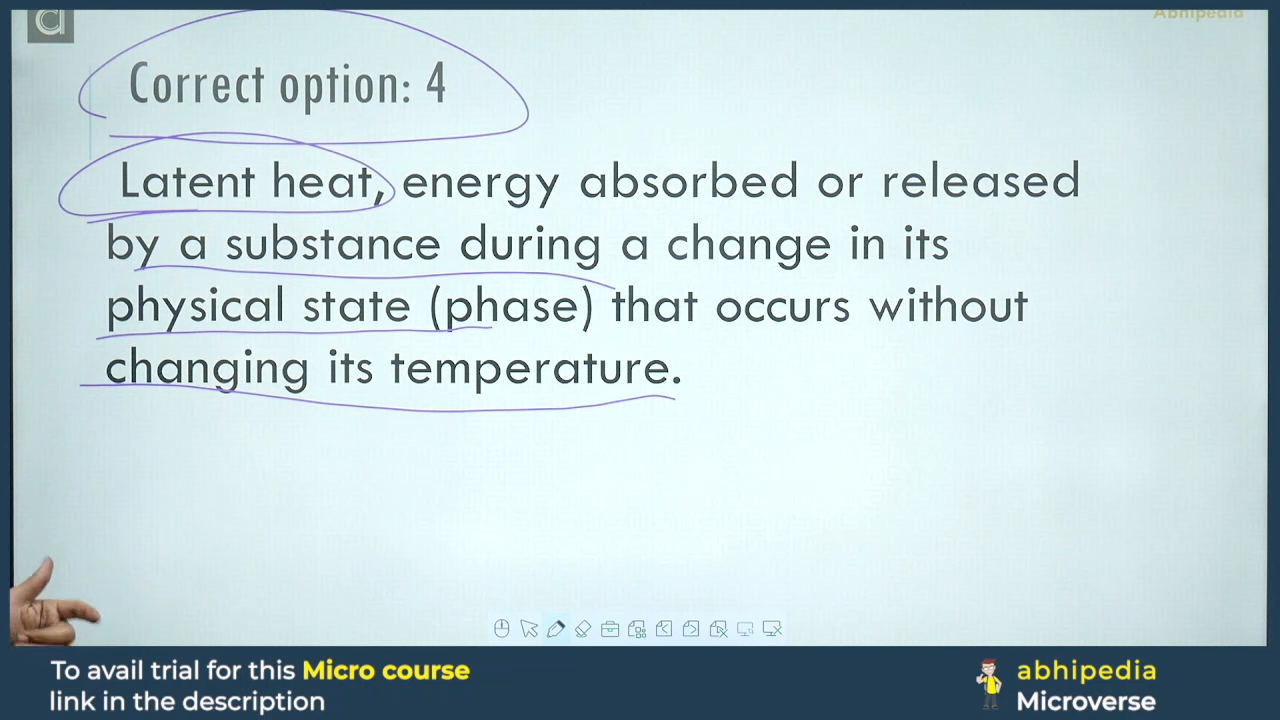 Abhipedia
Correct option: 4
Latent heat, energy absorbed or released
by a substance during a change in its
physical state (phase) that occurs without
changing its temperature.
To avail trial for this Micro course
link in the description
abhipedia
Microverse